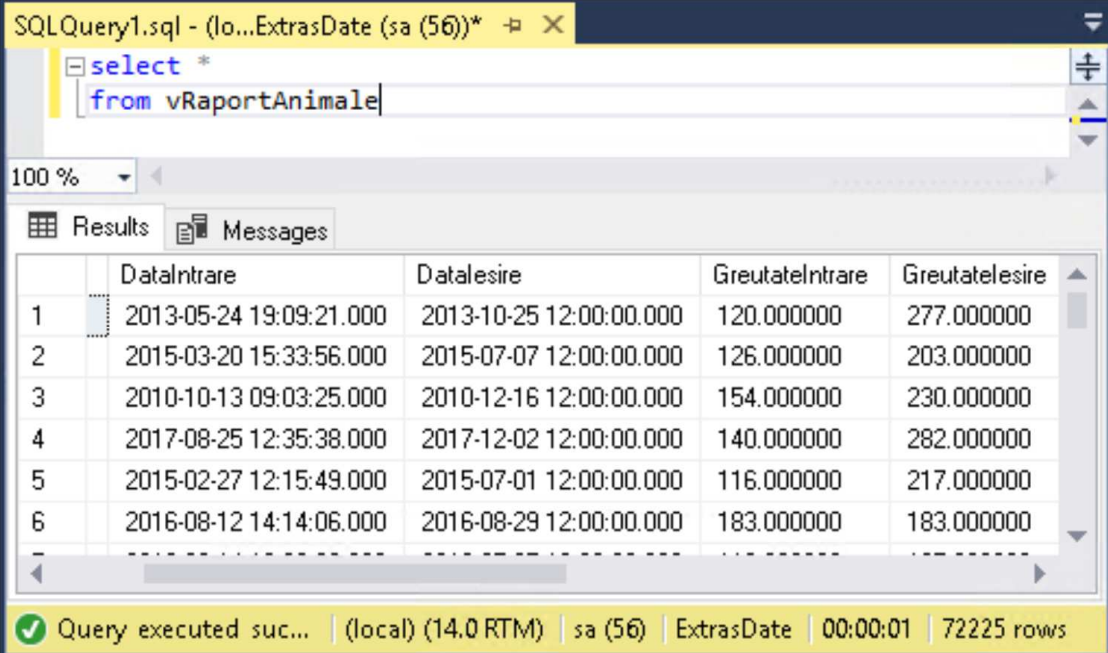 SQLQuery1.sql - (lo...ExtrasDate (sa (56))*
select *
from vRaportAnimale
100 %
Results Messages
DataIntrare DataIesire GreutateIntrare GreutateIesire
1 2013-05-24 19:09:21.000 2013-10-25 12:00:00.000 120.000000 277.000000
2 2015-03-20 15:33:56.000 2015-07-07 12:00:00.000 126.000000 203.000000
3 2010-10-13 09:03:25.000 2010-12-16 12:00:00.000 154.000000 230.000000
4 2017-08-25 12:35:38.000 2017-12-02 12:00:00.000 140.000000 282.000000
5 2015-02-27 12:15:49.000 2015-07-01 12:00:00.000 116.000000 217.000000
6 2016-08-12 14:14:06.000 2016-08-29 12:00:00.000 183.000000 183.000000
Query executed suc... (local) (14.0 RTM) sa (56) ExtrasDate 00:00:01 72225 rows